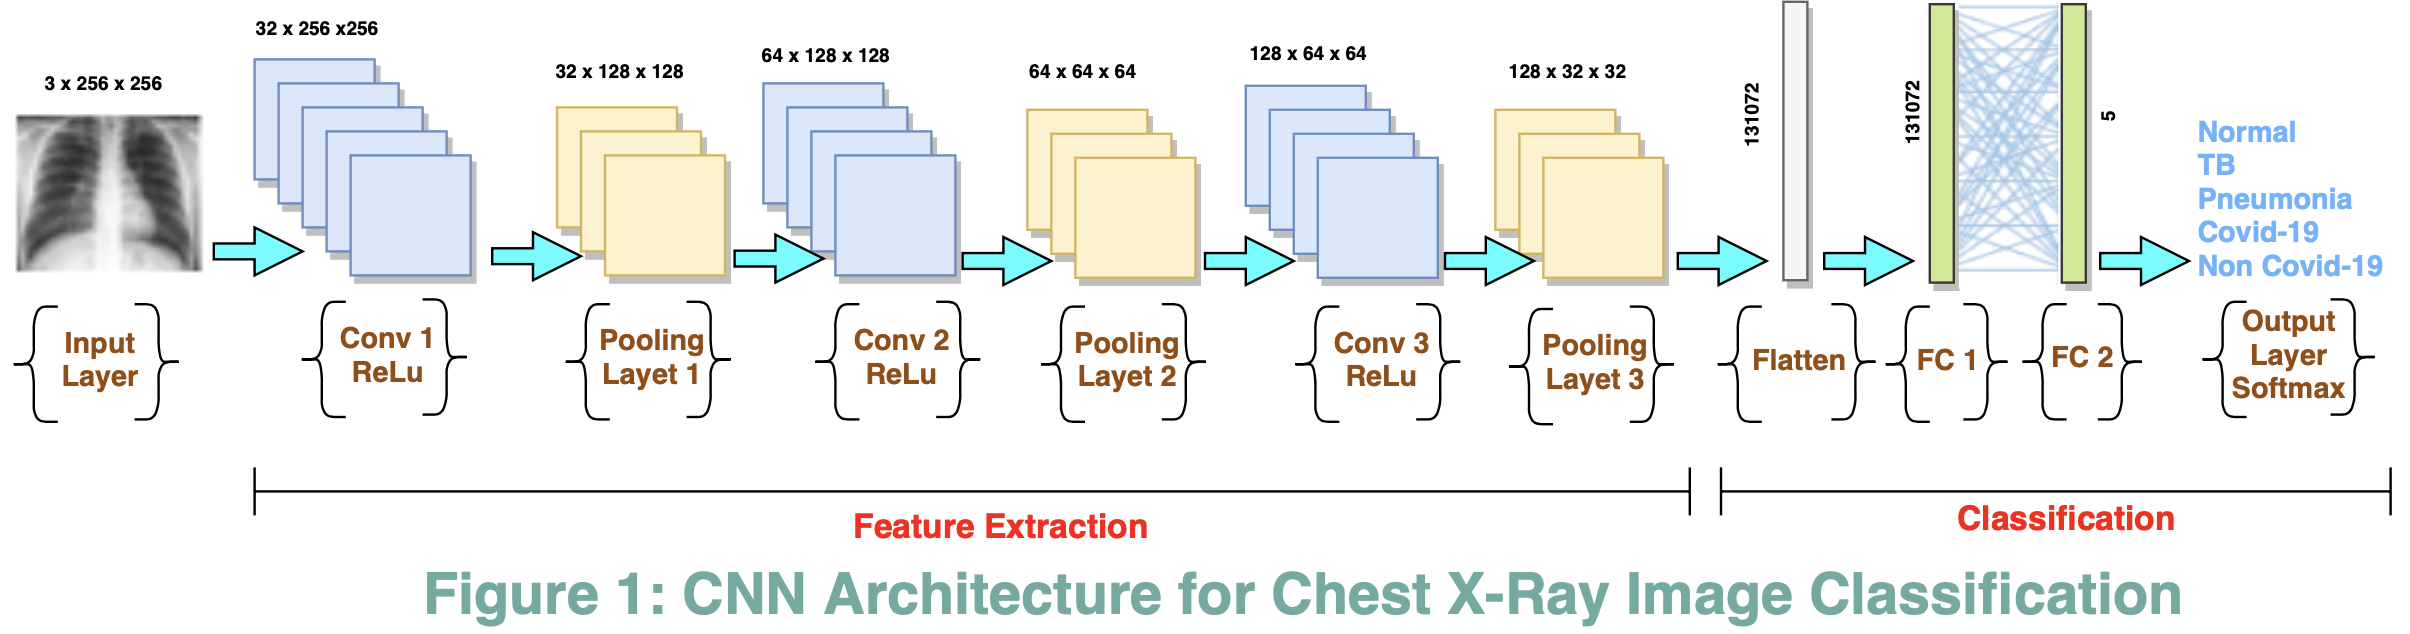 3 x 256 x 256
32 x 256 x256
32 x 128 x 128
64 x 128 x 128
64 x 64 x 64
128 x 64 x 64
128 x 32 x 32
131072
131072
5
Normal
TB
Pneumonia
Covid-19
Non Covid-19
Input
Layer
Conv 1
ReLu
Pooling
Layet 1
Conv 2
ReLu
Pooling
Layet 2
Conv 3
ReLu
Pooling
Layet 3
Flatten
FC 1
FC 2
Output
Layer
Softmax
Feature Extraction
Classification
Figure 1: CNN Architecture for Chest X-Ray Image Classification